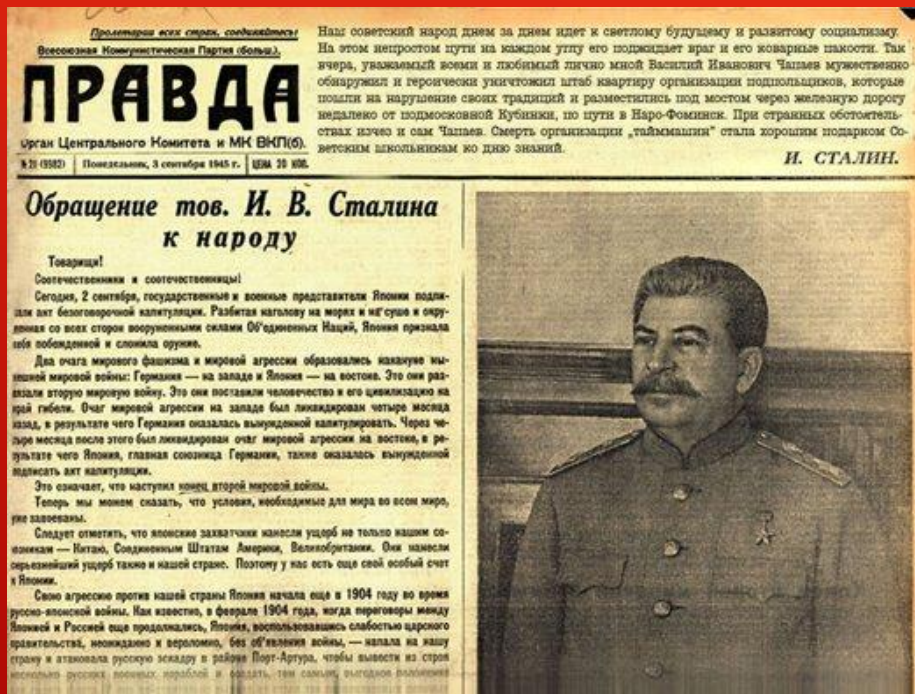 Пролетарии всех стран, соединяйтесь!
Всесоюзная Коммунистическая Партия (больш.).
ПРАВДА
Орган Центрального Комитета и МК ВКП(б).
Понедельник, 3 сентября 1945 г.
ЦЕНА 20 КОП.
Наш советский народ днем за днем идет к светлому будущему и развитому социализму.
На этом непростом пути на каждом углу его поджидает враг и его коварные пакости. Так
вчера, уважаемый всеми и любимый лично мной Василий Иванович Чапаев мужественно
обнаружил и героически уничтожил штаб квартиру организации подпольщиков, которые
пошли на нарушение своих традиций и разместились под мостом через железную дорогу
недалеко от подмосковной Кубинки, по пути в Наро-Фоминск. При странных обстоятель-
ствах изчез и сам Чапаев. Смерть организации „тайммашин" стала хорошим подарком Со-
ветским школьникам ко дню знаний.
И. СТАЛИН.
Обращение тов. И. В. Сталина
к народу
Товарищи!
Соотечественники и соотечественницы!
Сегодня, 2 сентября, государственные и военные представители Японии подпи-
сали акт безоговорочной капитуляции. Разбитая наголову на морях и на суше и окру-
женная со всех сторон вооруженными силами Об'единенных Наций, Япония признала
себя побежденной и сложила оружие.
Два очага мирового фашизма и мировой агрессии образовались накануне ны-
нешней мировой войны: Германия — на западе и Япония — на востоке. Это они раз-
вязали вторую мировую войну. Это они поставили человечество и его цивилизацию на
край гибели. Очаг мировой агрессии на западе был ликвидирован четыре месяца
назад, в результате чего Германия оказалась вынужденной капитулировать. Через че-
тыре месяца после этого был ликвидирован очаг мировой агрессии на востоке, в ре-
зультате чего Япония, главная союзница Германии, также оказалась вынужденной
подписать акт капитуляции.
Это означает, что наступил конец второй мировой войны.
Теперь мы можем сказать, что условия, необходимые для мира во всем мире,
уже завоеваны.
Следует отметить, что японские захватчики нанесли ущерб не только нашим со-
юзникам — Китаю, Соединенным Штатам Америки, Великобритании. Они нанесли
серьезнейший ущерб также и нашей стране. Поэтому у нас есть еще свой особый счет
к Японии.
Свою агрессию против нашей страны Япония начала еще в 1904 году во время
русско-японской войны. Как известно, в феврале 1904 года, когда переговоры между
Японией и Россией еще продолжались, Япония, воспользовавшись слабостью царского
правительства, неожиданно и вероломно, без об'явления войны, — напала на нашу
страну и атаковала русскую эскадру в районе Порт-Артура, чтобы вывести из строя
несколько русских военных кораблей и создать, тем самым, выгодное положение